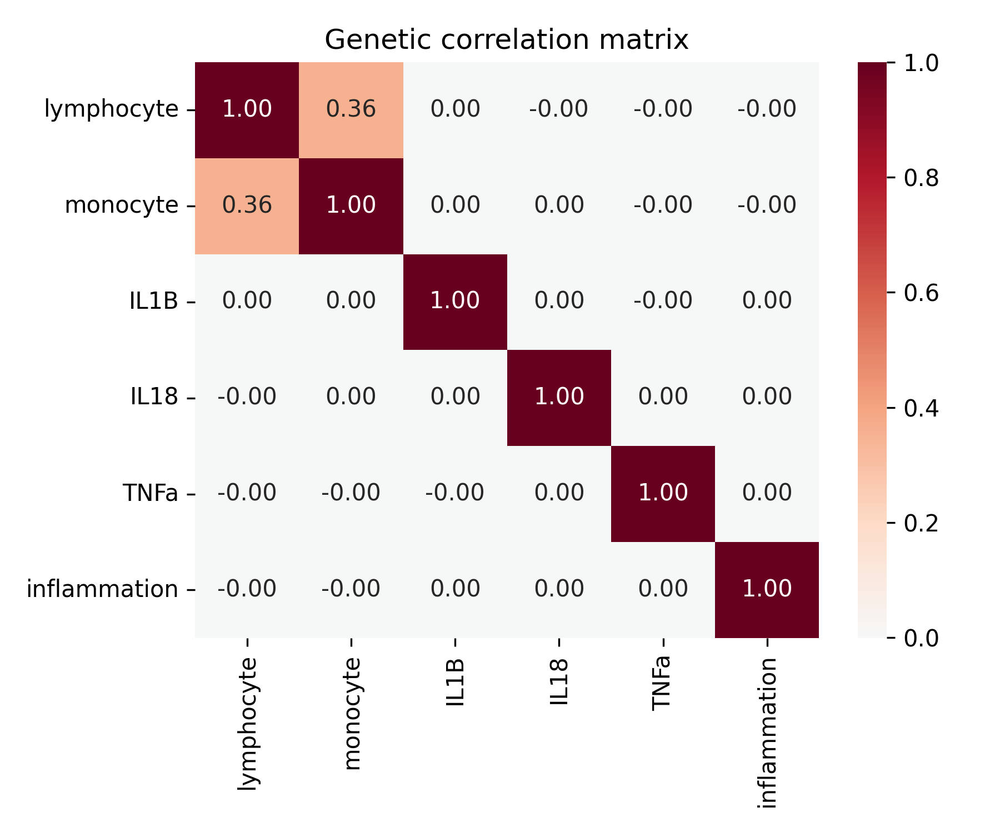 Genetic correlation matrix
lymphocyte 1.00 0.36 0.00 -0.00 -0.00 -0.00
monocyte 0.36 1.00 0.00 0.00 -0.00 -0.00
IL1B 0.00 0.00 1.00 0.00 -0.00 0.00
IL18 -0.00 0.00 0.00 1.00 0.00 0.00
TNFa -0.00 -0.00 -0.00 0.00 1.00 0.00
inflammation -0.00 -0.00 0.00 0.00 0.00 1.00
lymphocyte monocyte IL1B IL18 TNFa inflammation
1.0
0.8
0.6
0.4
0.2
0.0